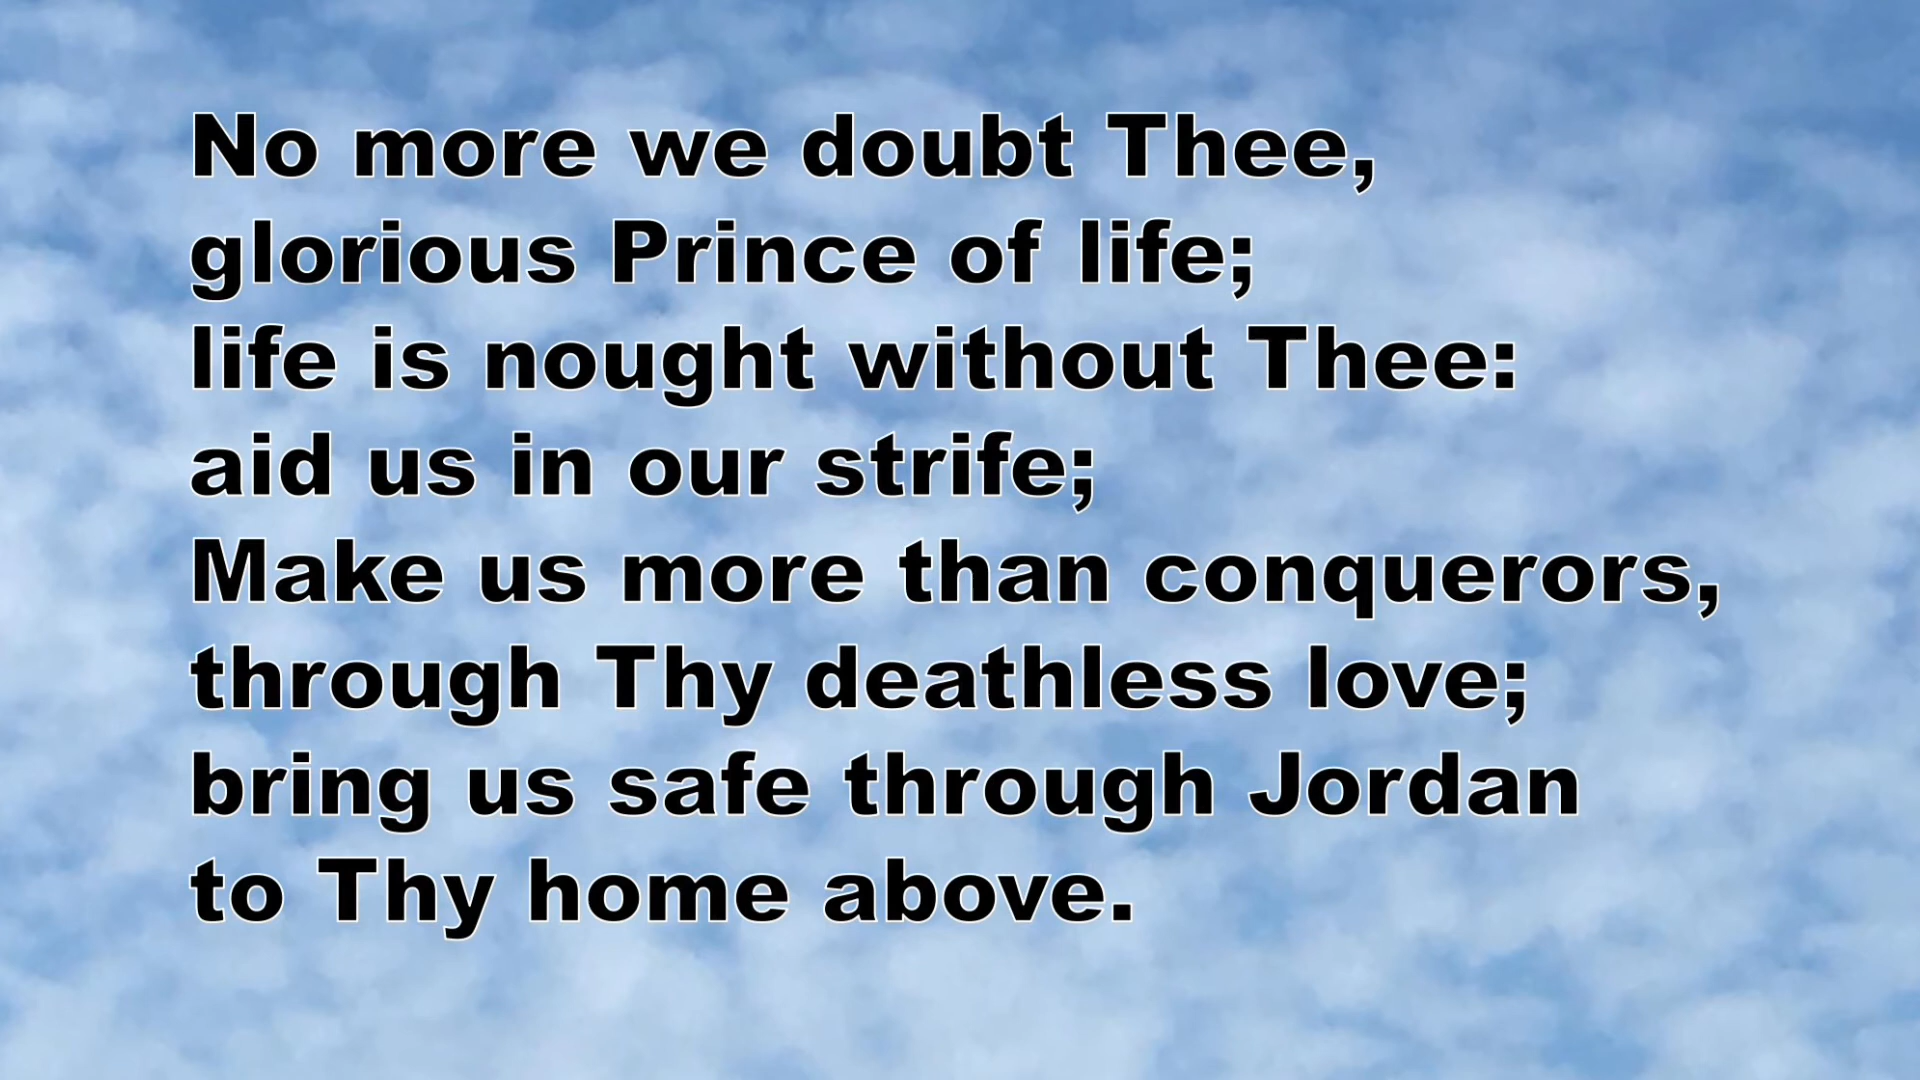 No more we doubt Thee,
glorious Prince of life;
life is nought without Thee:
aid us in our strife;
Make us more than conquerors,
through Thy deathless love;
bring us safe through Jordan
to Thy home above.